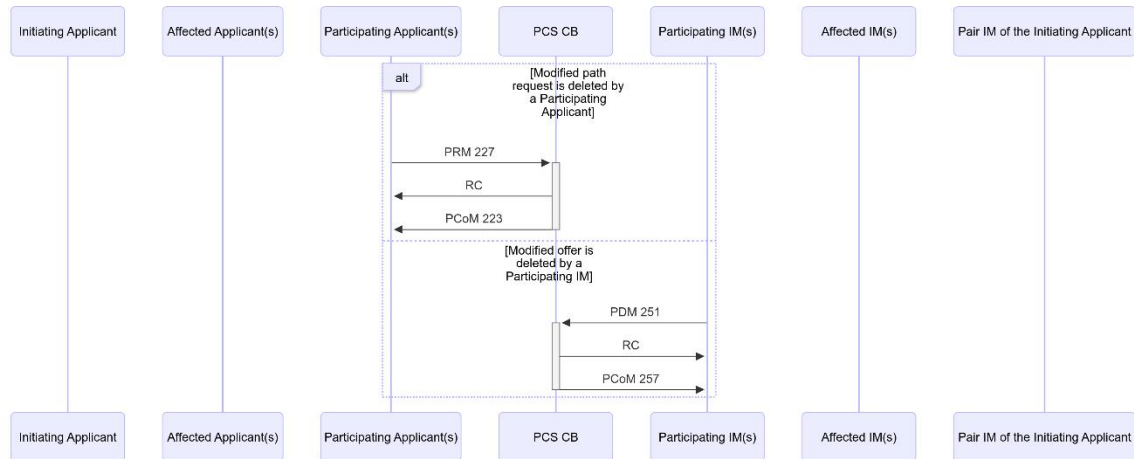 Initiating Applicant
Affected Applicant(s)
Participating Applicant(s)
PCS CB
Participating IM(s)
Affected IM(s)
Pair IM of the Initiating Applicant
alt
[Modified path
request is deleted by
a Participating
Applicant]
PRM 227
RC
PCoM 223
[Modified offer is
deleted by a
Participating IM]
PDM 251
RC
PCoM 257
Initiating Applicant
Affected Applicant(s)
Participating Applicant(s)
PCS CB
Participating IM(s)
Affected IM(s)
Pair IM of the Initiating Applicant